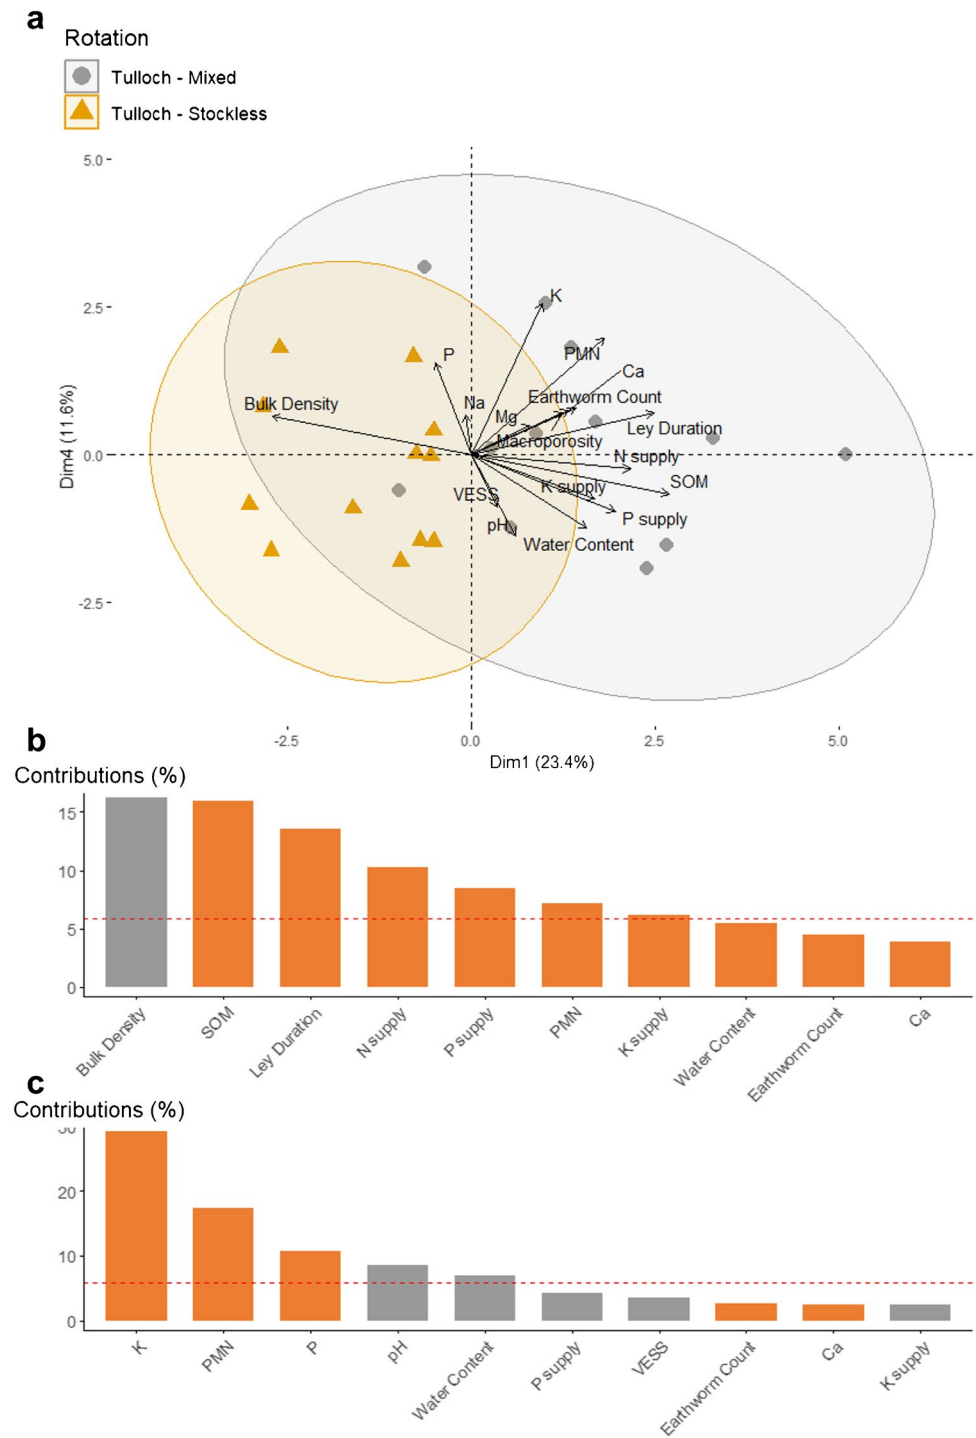 a
Rotation
Tulloch - Mixed
Tulloch - Stockless
5.0
2.5
0.0
-2.5
Dim4 (11.6%)
K
PMN
P
Ca
Earthworm Count
Bulk Density
Na
Mg
Ley Duration
Macroporosity
N supply
SOM
K supply
VESS
P supply
pH
Water Content
-2.5
0.0
2.5
5.0
Dim1 (23.4%)
b
Contributions (%)
15
10
5
0
Bulk Density
SOM
Ley Duration
N supply
P supply
PMN
K supply
Water Content
Earthworm Count
Ca
c
Contributions (%)
30
20
10
0
K
PMN
P
pH
Water Content
P supply
VESS
Earthworm Count
Ca
K supply